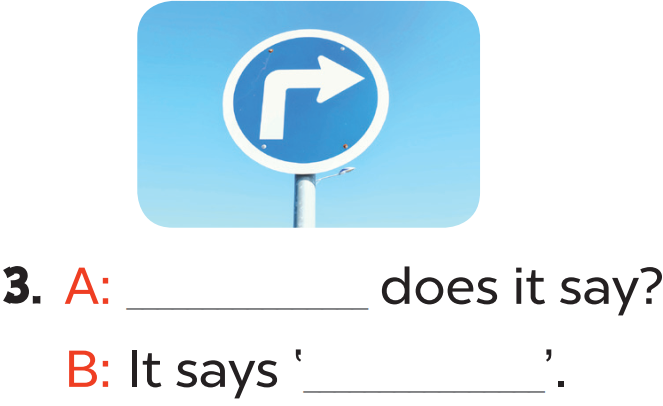 3. A: __________ does it say?
B: It says ‘__________’.